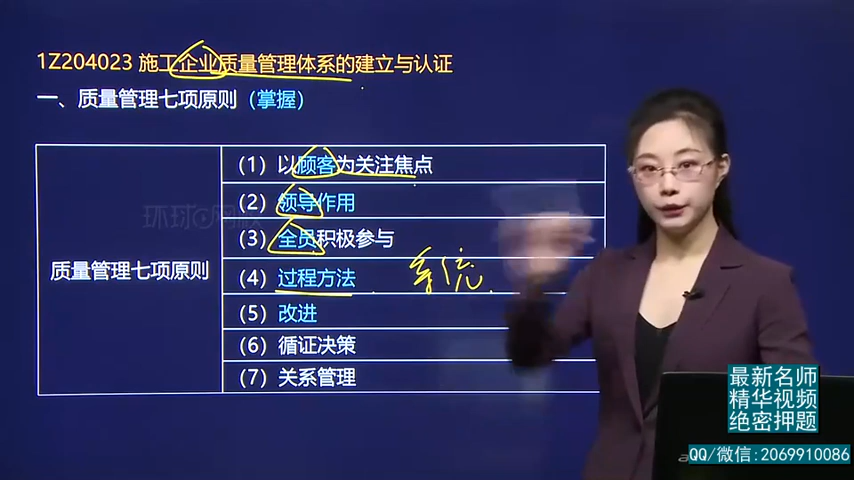 1Z204023 施工企业质量管理体系的建立与认证
一、质量管理七项原则（掌握）
质量管理七项原则
（1）以顾客为关注焦点
（2）领导作用
（3）全员积极参与
（4）过程方法 系统
（5）改进
（6）循证决策
（7）关系管理
环球网校
最新名师
精华视频
绝密押题
QQ/微信:2069910086